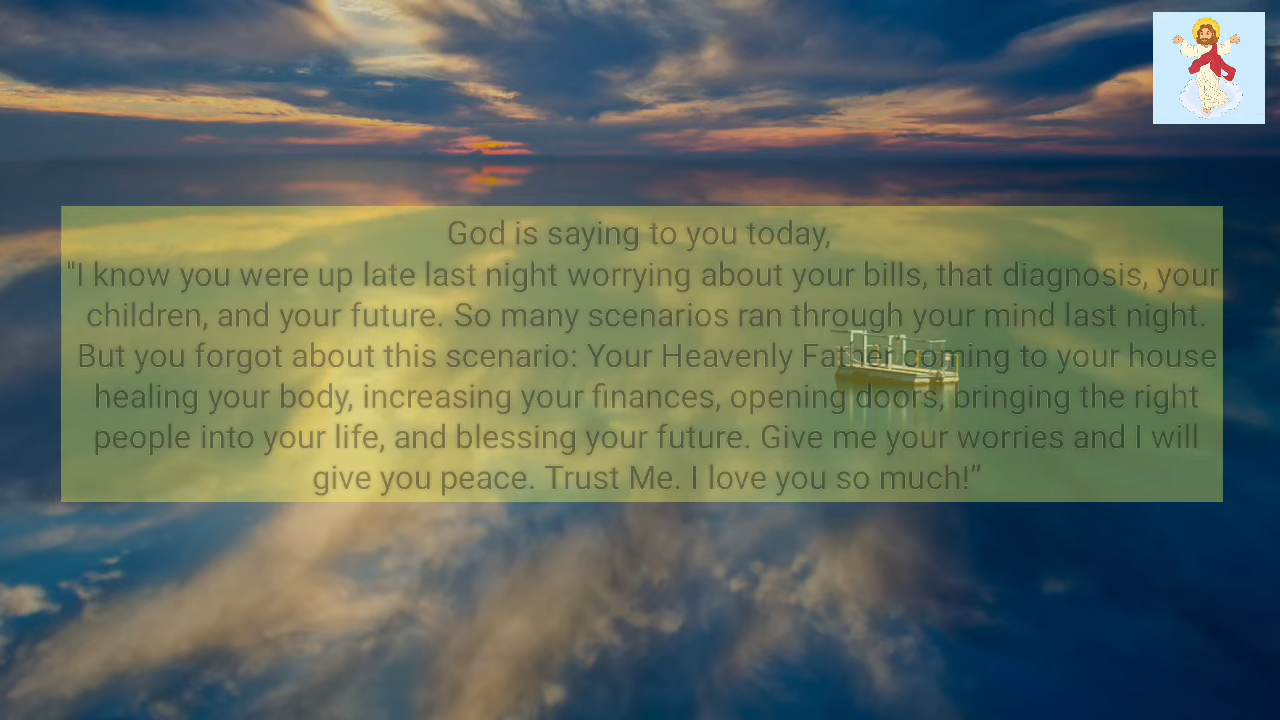 God is saying to you today,
"I know you were up late last night worrying about your bills, that diagnosis, your
children, and your future. So many scenarios ran through your mind last night.
But you forgot about this scenario: Your Heavenly Father coming to your house
healing your body, increasing your finances, opening doors, bringing the right
people into your life, and blessing your future. Give me your worries and I will
give you peace. Trust Me. I love you so much!”